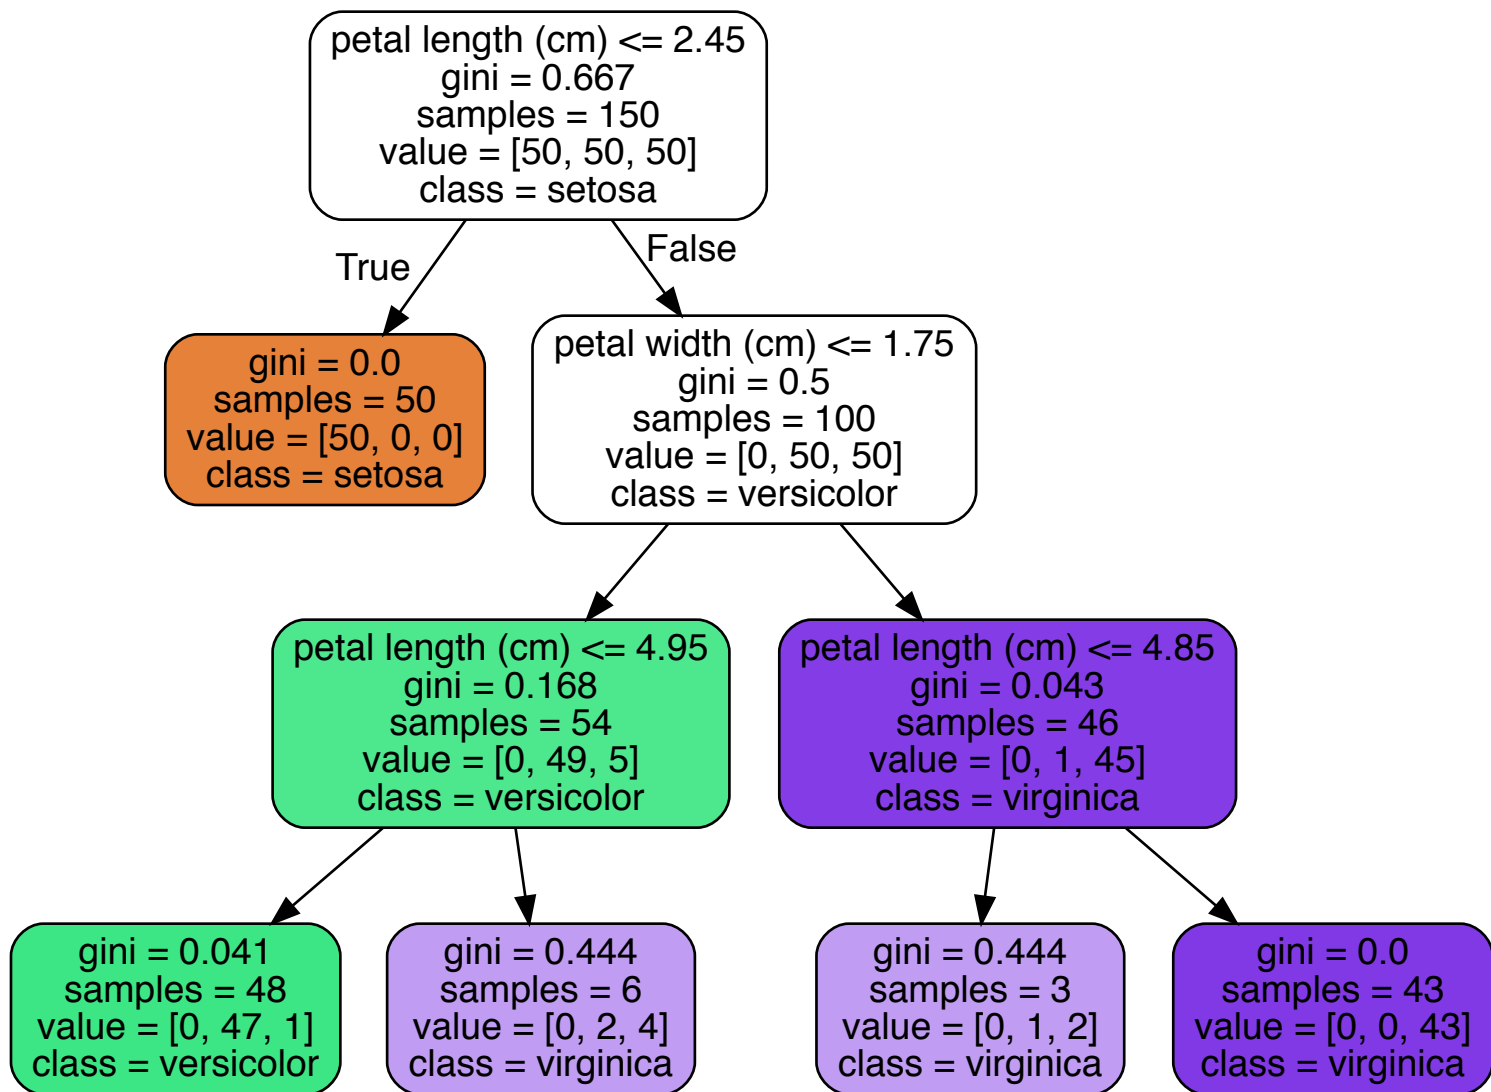 petal length (cm) <= 2.45
gini = 0.667
samples = 150
value = [50, 50, 50]
class = setosa
True
False
gini = 0.0
samples = 50
value = [50, 0, 0]
class = setosa
petal width (cm) <= 1.75
gini = 0.5
samples = 100
value = [0, 50, 50]
class = versicolor
petal length (cm) <= 4.95
gini = 0.168
samples = 54
value = [0, 49, 5]
class = versicolor
petal length (cm) <= 4.85
gini = 0.043
samples = 46
value = [0, 1, 45]
class = virginica
gini = 0.041
samples = 48
value = [0, 47, 1]
class = versicolor
gini = 0.444
samples = 6
value = [0, 2, 4]
class = virginica
gini = 0.444
samples = 3
value = [0, 1, 2]
class = virginica
gini = 0.0
samples = 43
value = [0, 0, 43]
class = virginica